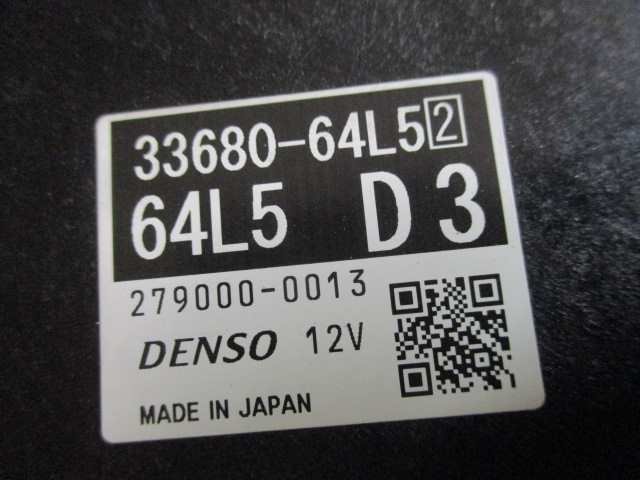 33680-64L52
64L5 D3
279000-0013
DENSO 12V
MADE IN JAPAN